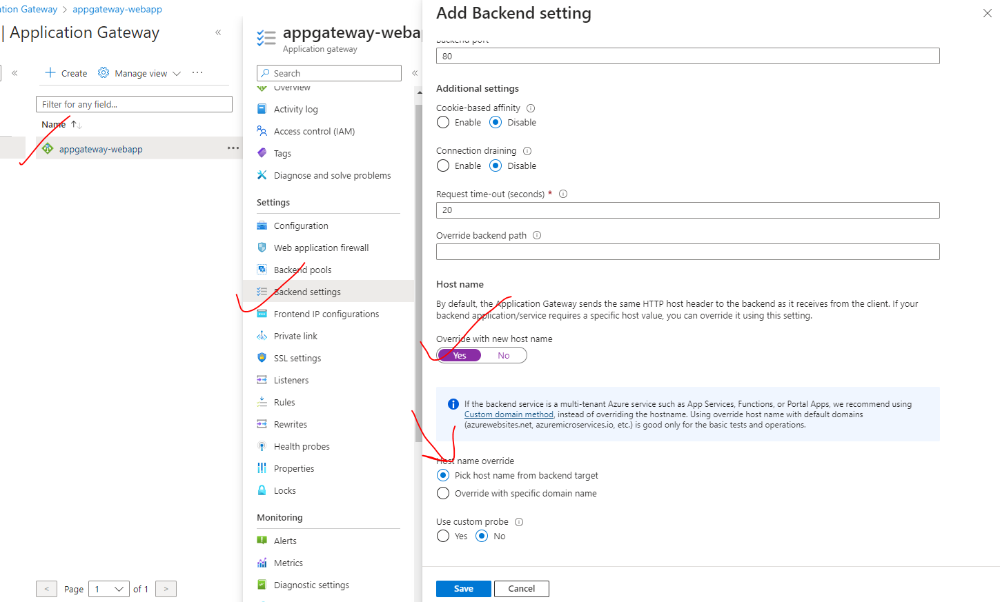 ation Gateway > appgateway-webapp
| Application Gateway
«
«
Create
Manage view
...
Filter for any field...
Name ↑↓
appgateway-webapp
...
< Page 1 of 1 >
appgateway-weba
Application gateway
Search
«
Overview
Activity log
Access control (IAM)
Tags
Diagnose and solve problems
Settings
Configuration
Web application firewall
Backend pools
Backend settings
Frontend IP configurations
Private link
SSL settings
Listeners
Rules
Rewrites
Health probes
Properties
Locks
Monitoring
Alerts
Metrics
Diagnostic settings
Add Backend setting
Backend port
80
Additional settings
Cookie-based affinity
Enable Disable
Connection draining
Enable Disable
Request time-out (seconds) *
20
Override backend path
Host name
By default, the Application Gateway sends the same HTTP host header to the backend as it receives from the client. If your
backend application/service requires a specific host value, you can override it using this setting.
Override with new host name
Yes No
If the backend service is a multi-tenant Azure service such as App Services, Functions, or Portal Apps, we recommend using
Custom domain method, instead of overriding the hostname. Using override host name with default domains
(azurewebsites.net, azuremicroservices.io, etc.) is good only for the basic tests and operations.
Host name override
Pick host name from backend target
Override with specific domain name
Use custom probe
Yes No
Save Cancel